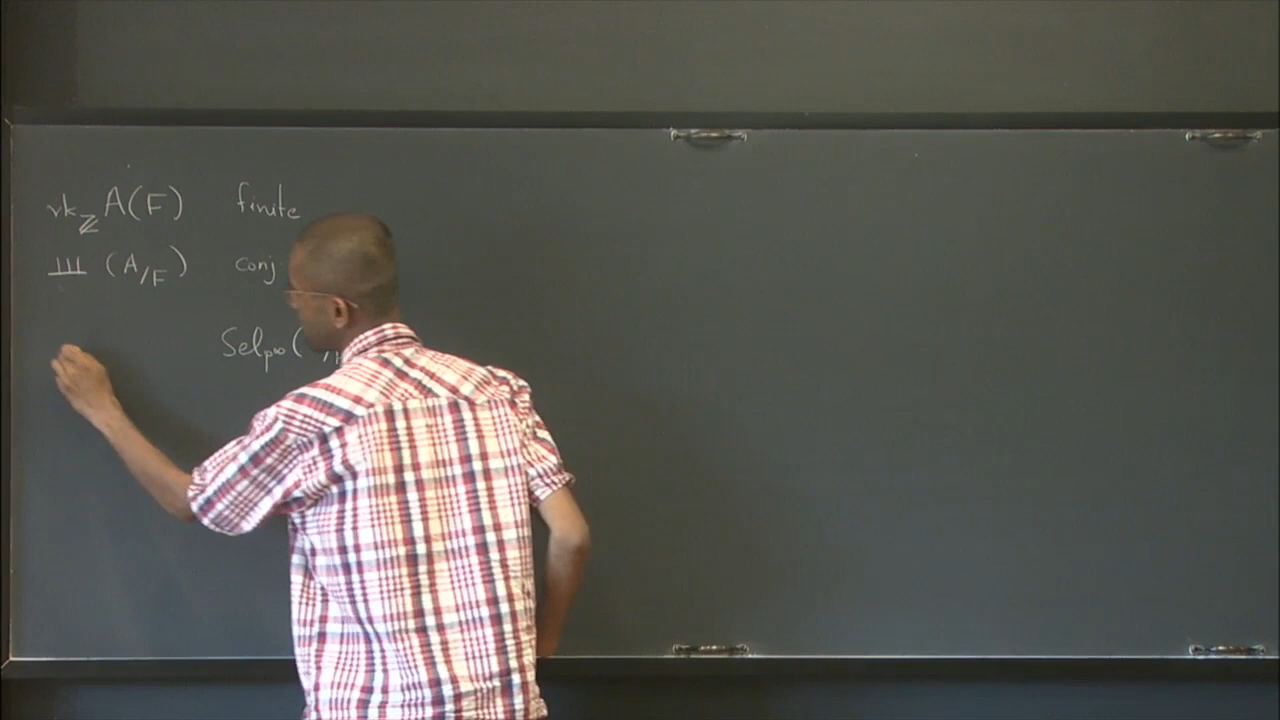 rk_ℤ A(F) finite
Ш (A/F) conj
Sel_p∞(